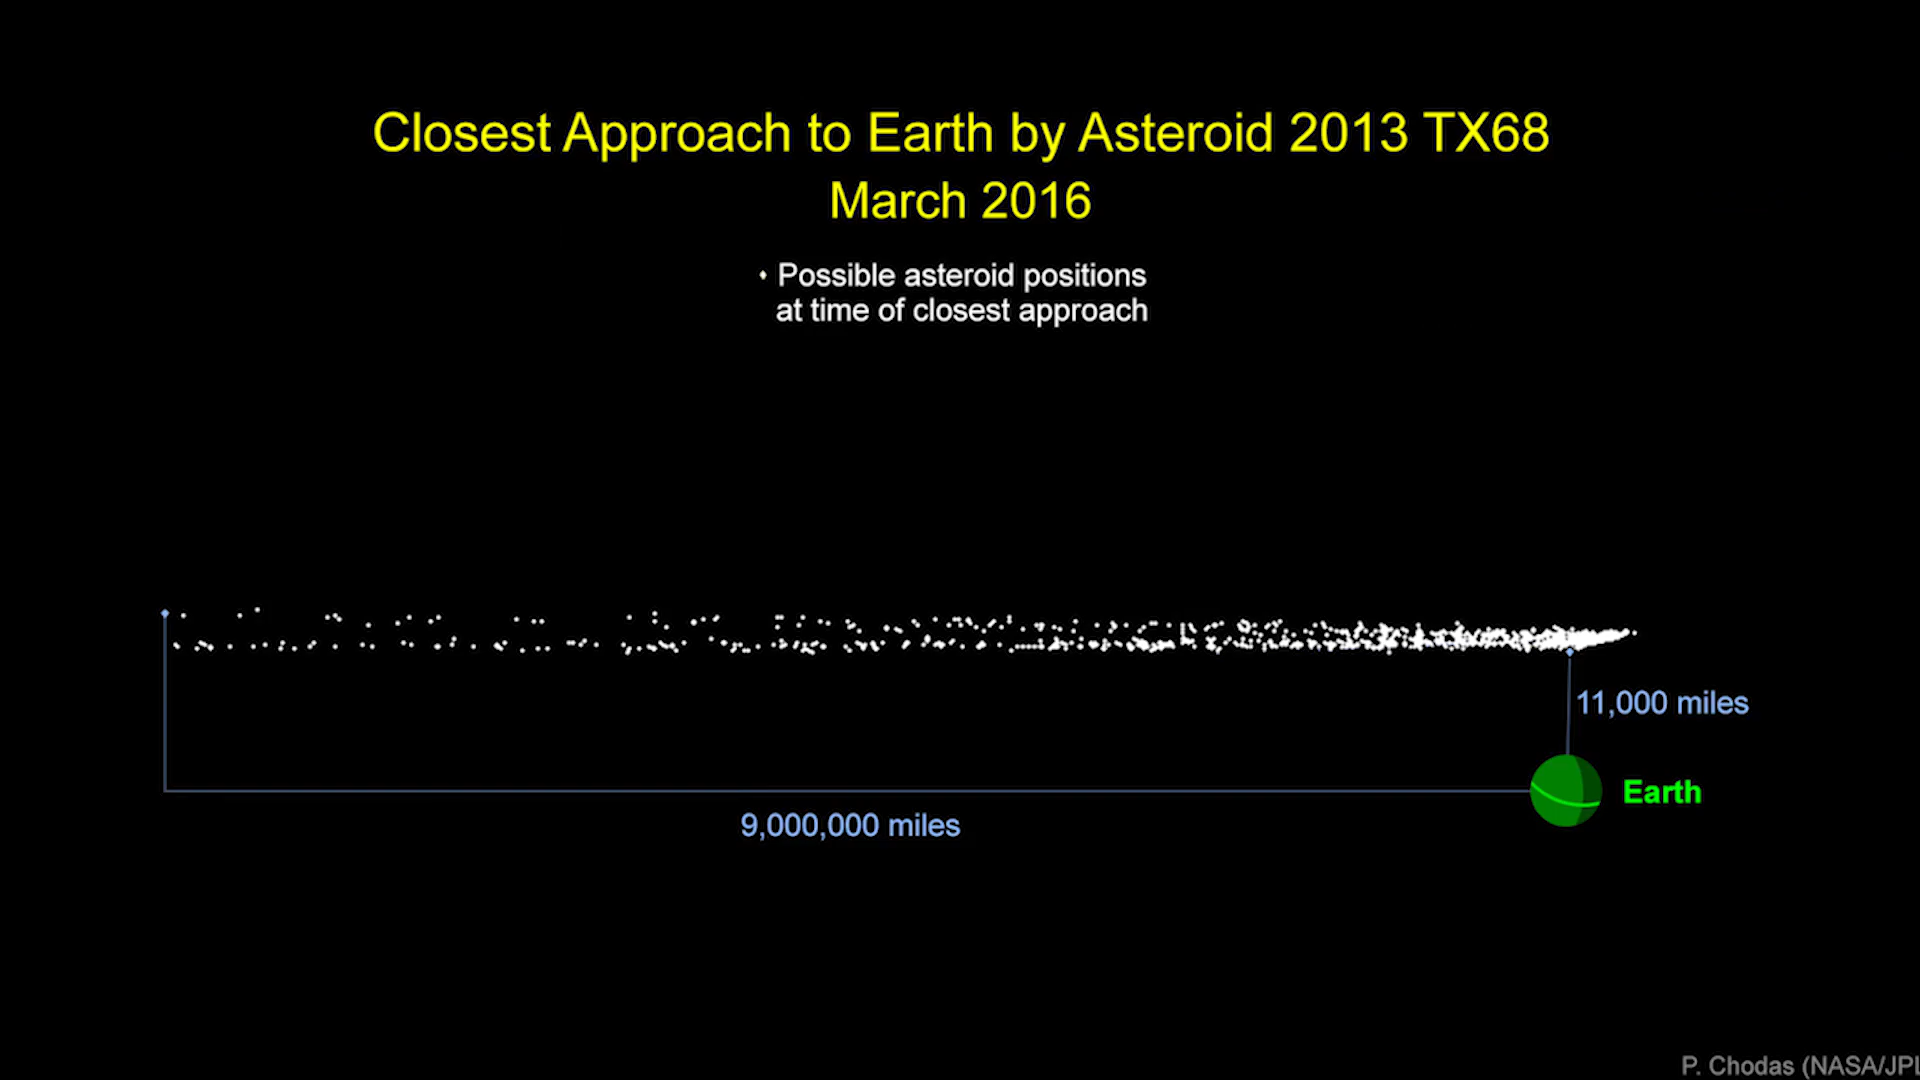 Closest Approach to Earth by Asteroid 2013 TX68
March 2016
Possible asteroid positions
at time of closest approach
11,000 miles
Earth
9,000,000 miles
P. Chodas (NASA/JPL